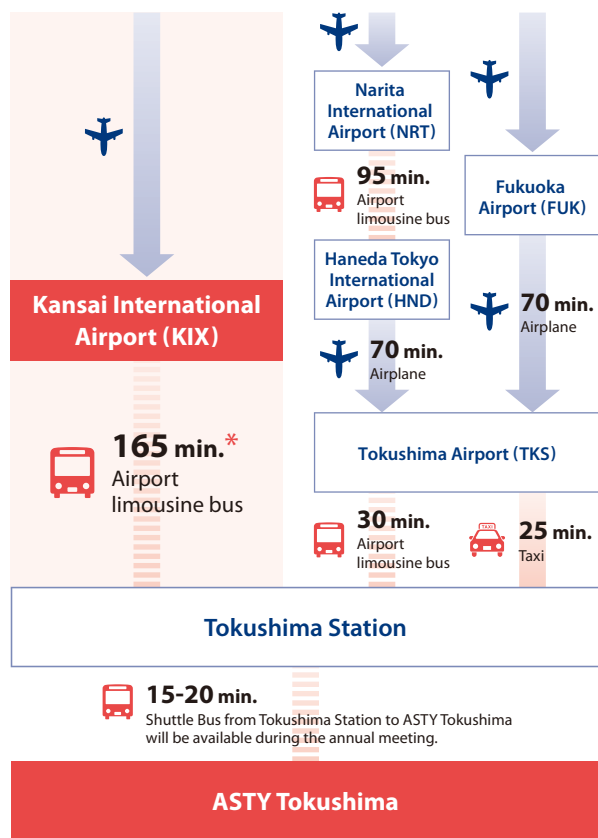 Narita
International
Airport (NRT)
95 min.
Airport
limousine bus
Fukuoka
Airport (FUK)
Haneda Tokyo
International
Airport (HND)
Kansai International
Airport (KIX)
70 min.
Airplane
70 min.
Airplane
165 min.*
Airport
limousine bus
Tokushima Airport (TKS)
30 min.
Airport
limousine bus
TAXI
25 min.
Taxi
Tokushima Station
15-20 min.
Shuttle Bus from Tokushima Station to ASTY Tokushima
will be available during the annual meeting.
ASTY Tokushima